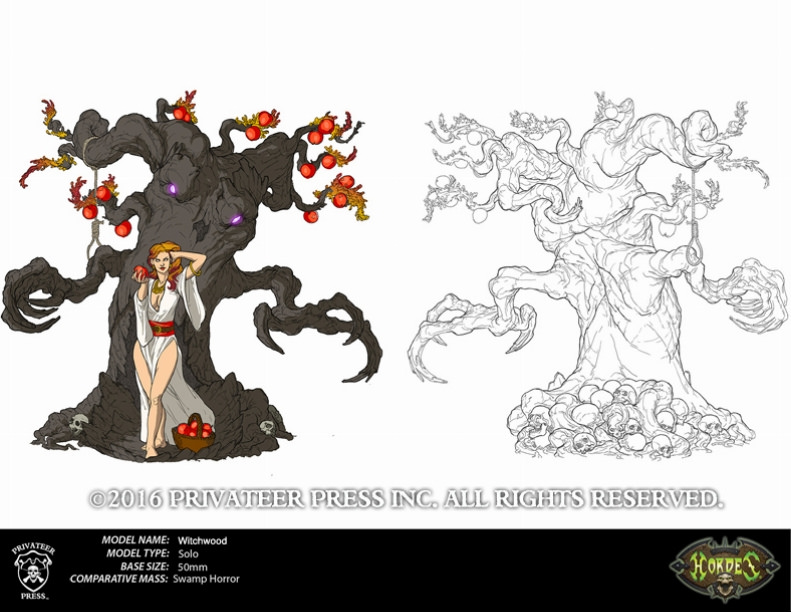 ©2016 PRIVATEER PRESS INC. ALL RIGHTS RESERVED.
PRIVATEER
PRESS™
MODEL NAME: Witchwood
MODEL TYPE: Solo
BASE SIZE: 50mm
COMPARATIVE MASS: Swamp Horror
HORDES